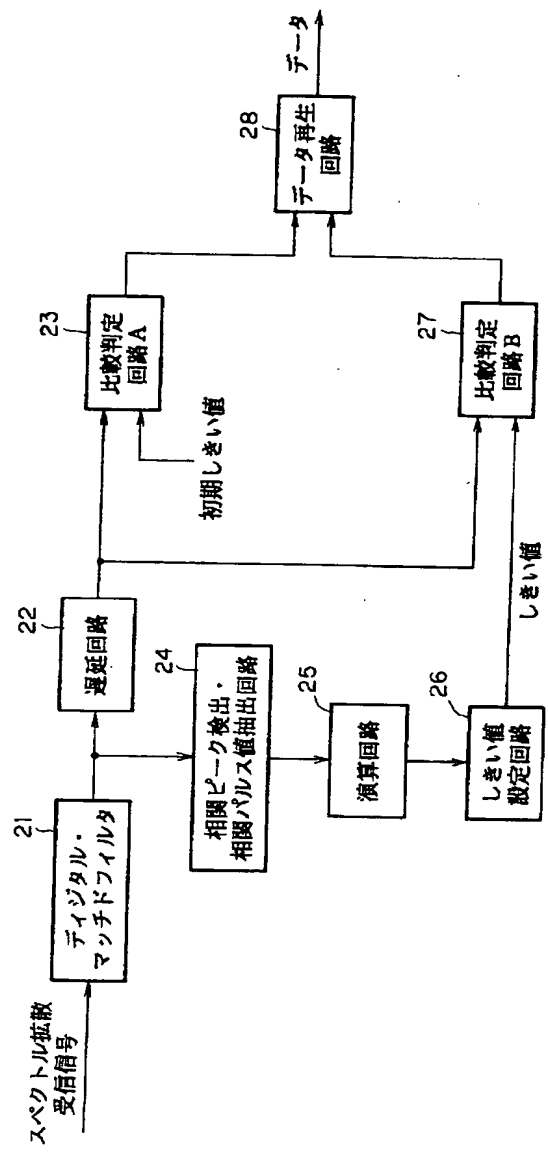 スペクトル拡散
受信信号
21
ディジタル・
マッチドフィルタ
22
遅延回路
23
比較判定
回路A
初期しきい値
24
相関ピーク検出・
相関パルス値抽出回路
25
演算回路
26
しきい値
設定回路
しきい値
27
比較判定
回路B
28
データ再生
回路
データ